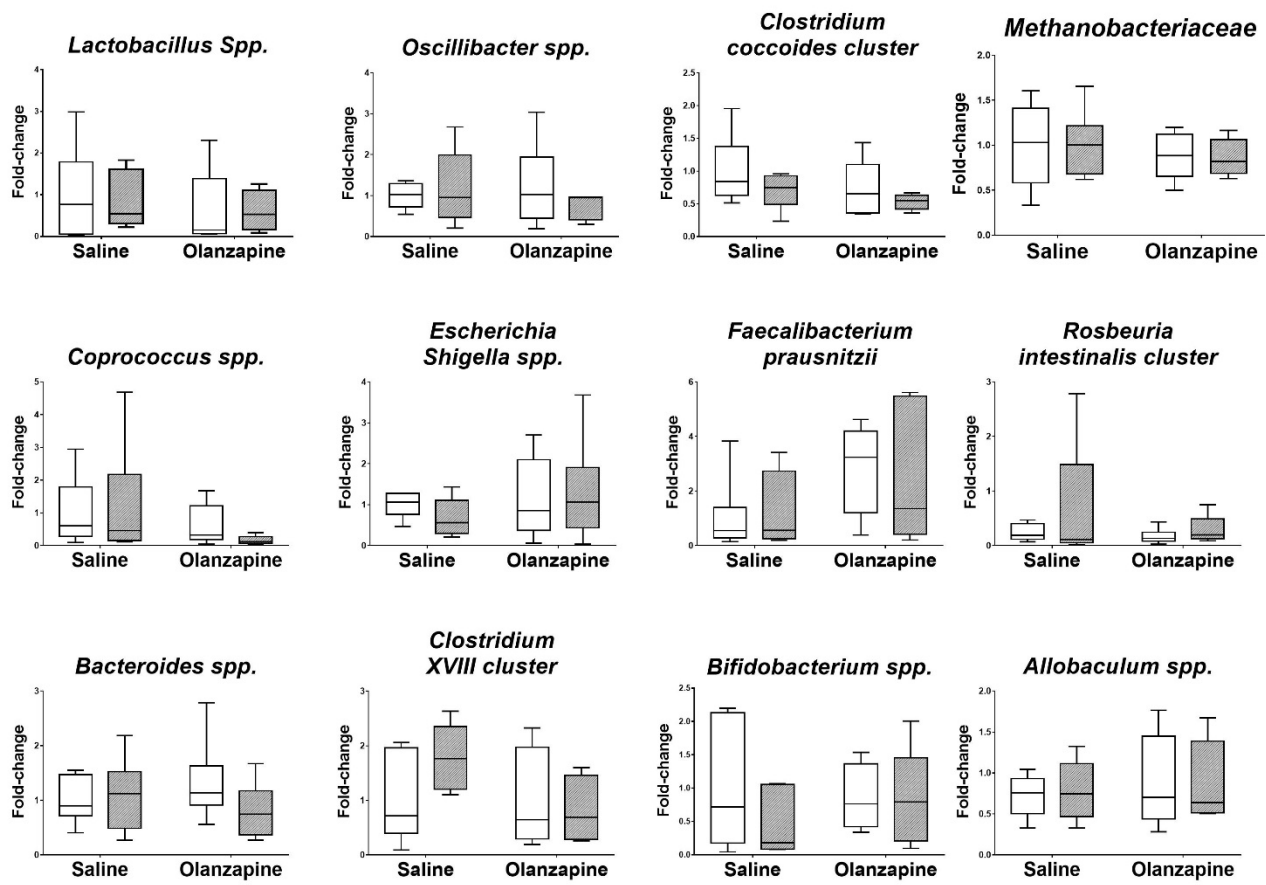 Lactobacillus Spp.
4
3
2
1
0
Fold-change
Saline
Olanzapine
Oscillibacter spp.
4
3
2
1
0
Fold-change
Saline
Olanzapine
Clostridium
coccoides cluster
2.5
2.0
1.5
1.0
0.5
0.0
Fold-change
Saline
Olanzapine
Methanobacteriaceae
2.0
1.5
1.0
0.5
0.0
Fold-change
Saline
Olanzapine
Coprococcus spp.
5
4
3
2
1
0
Fold-change
Saline
Olanzapine
Escherichia
Shigella spp.
4
3
2
1
0
Fold-change
Saline
Olanzapine
Faecalibacterium
prausnitzii
6
4
2
0
Fold-change
Saline
Olanzapine
Rosbeuria
intestinalis cluster
3
2
1
0
Fold-change
Saline
Olanzapine
Bacteroides spp.
3
2
1
0
Fold-change
Saline
Olanzapine
Clostridium
XVIII cluster
3
2
1
0
Fold-change
Saline
Olanzapine
Bifidobacterium spp.
2.5
2.0
1.5
1.0
0.5
0.0
Fold-change
Saline
Olanzapine
Allobaculum spp.
2.0
1.5
1.0
0.5
0.0
Fold-change
Saline
Olanzapine